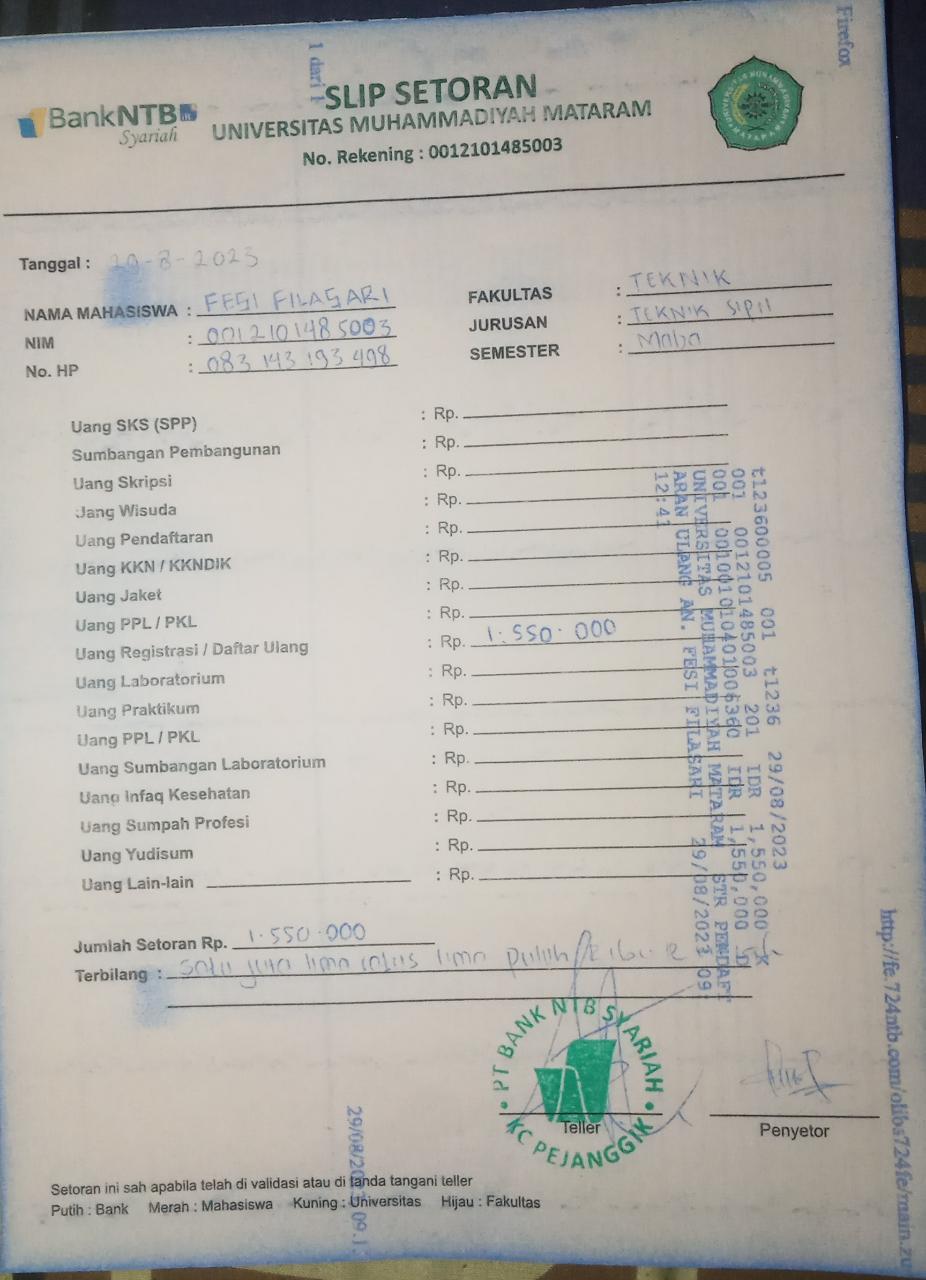 Firefox
1 dari 1
BankNTB
Syariah
SLIP SETORAN
UNIVERSITAS MUHAMMADIYAH MATARAM
No. Rekening : 0012101485003
Tanggal : 29-8-2023
NAMA MAHASISWA : FESI FILASARI
NIM : 0012101485003
No. HP : 083 143 193 498
FAKULTAS : TEKNIK
JURUSAN : TEKNIK SIPIL
SEMESTER : Maba
Uang SKS (SPP) : Rp.
Sumbangan Pembangunan : Rp.
Uang Skripsi : Rp.
Uang Wisuda : Rp.
Uang Pendaftaran : Rp.
Uang KKN / KKNDIK : Rp.
Uang Jaket : Rp.
Uang PPL / PKL : Rp.
Uang Registrasi / Daftar Ulang : Rp. 1.550.000
Uang Laboratorium : Rp.
Uang Praktikum : Rp.
Uang PPL / PKL : Rp.
Uang Sumbangan Laboratorium : Rp.
Uang Infaq Kesehatan : Rp.
Uang Sumpah Profesi : Rp.
Uang Yudisum : Rp.
Uang Lain-lain : Rp.
t123600005 001 t1236 29/08/2023
001 0012101485003 201 IDR 1,550,000 K
001 001001010401006360 IDR 1,550,000 D
UNIVERSITAS MUHAMMADIYAH MATARAM STR PENDAFT
ARAN ULANG AN. FESI FILASARI 29/08/2023 09:
12:41
Jumlah Setoran Rp. 1.550.000
Terbilang : Satu juta lima ratus lima puluh ribu
PT BANK NTB SYARIAH
KC PEJANGGIK
Teller
Penyetor
Setoran ini sah apabila telah di validasi atau di tanda tangani teller
Putih : Bank Merah : Mahasiswa Kuning : Universitas Hijau : Fakultas
http://fe.724ntb.com/olibs724fe/main.zu